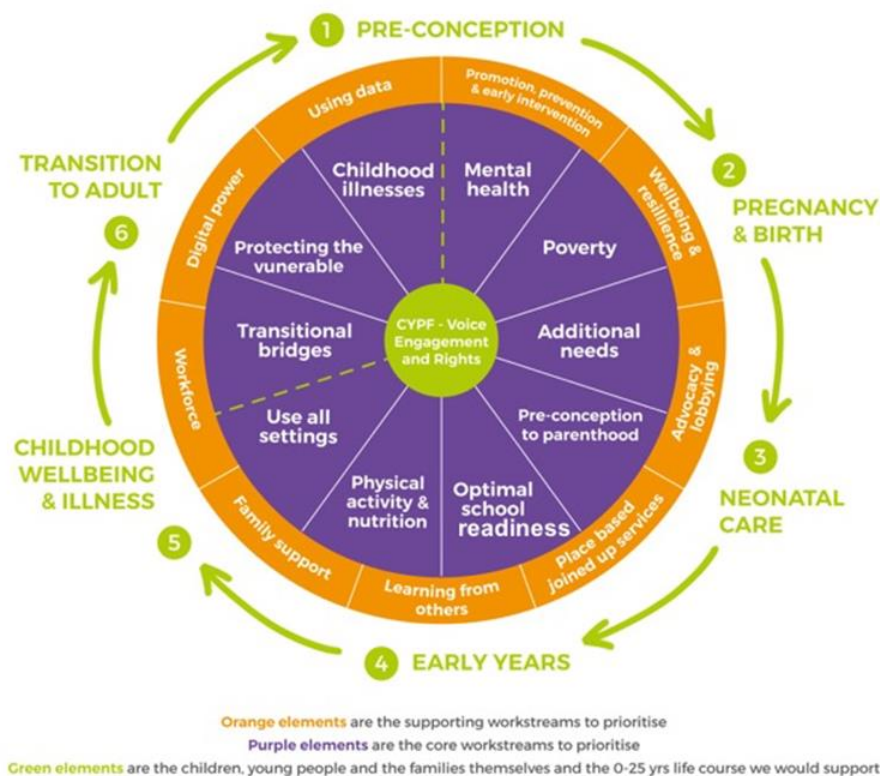 1 PRE-CONCEPTION
2
PREGNANCY
& BIRTH
3
NEONATAL
CARE
4 EARLY YEARS
5
CHILDHOOD
WELLBEING
& ILLNESS
6
TRANSITION
TO ADULT
Using data
Promotion, prevention
& early intervention
Wellbeing &
resillience
Advocacy &
lobbying
Place based
joined up services
Learning from
others
Family support
Workforce
Digital power
Childhood
illnesses
Mental
health
Poverty
Additional
needs
Pre-conception
to parenthood
Optimal
school
readiness
Physical
activity &
nutrition
Use all
settings
Transitional
bridges
Protecting the
vunerable
CYPF - Voice
Engagement
and Rights
Orange elements are the supporting workstreams to prioritise
Purple elements are the core workstreams to prioritise
Green elements are the children, young people and the families themselves and the 0-25 yrs life course we would support